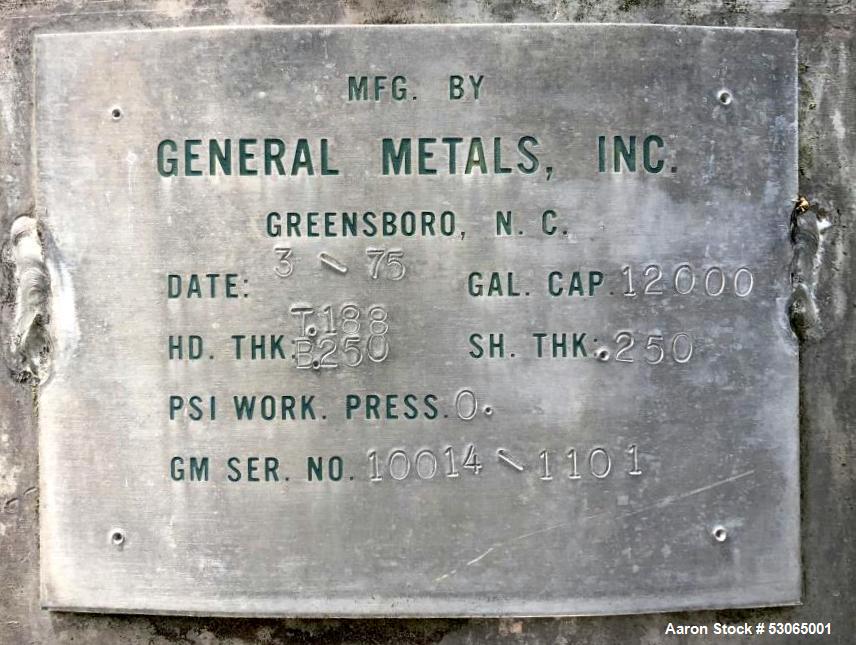 MFG. BY
GENERAL METALS, INC.
GREENSBORO, N. C.
DATE: 3 - 75 GAL. CAP. 12000
HD. THK: T.188 B.250 SH. THK: .250
PSI WORK. PRESS. 0.
GM SER. NO. 10014 - 1101
Aaron Stock # 53065001